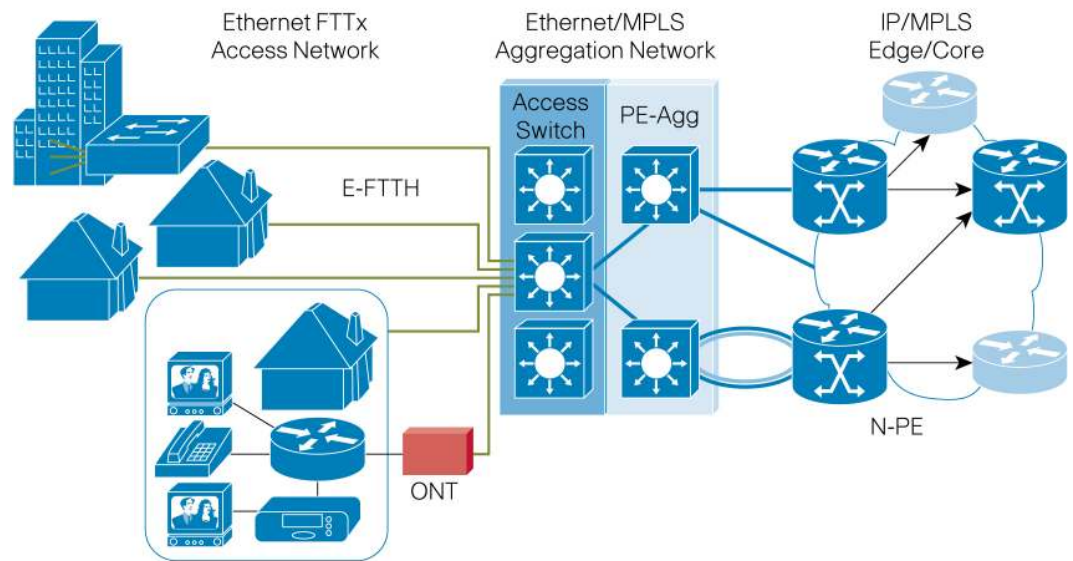 Ethernet FTTx
Access Network
Ethernet/MPLS
Aggregation Network
IP/MPLS
Edge/Core
Access
Switch
PE-Agg
E-FTTH
N-PE
ONT